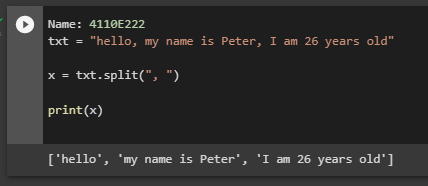 Name: 4110E222
txt = "hello, my name is Peter, I am 26 years old"
x = txt.split(", ")
print(x)
['hello', 'my name is Peter', 'I am 26 years old']